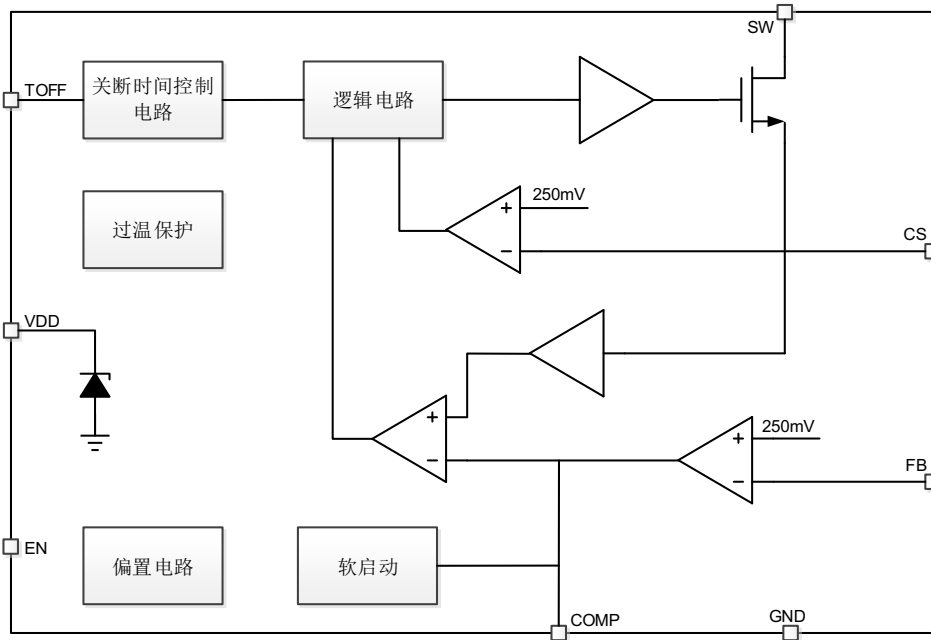 SW
TOFF
关断时间控制
电路
逻辑电路
250mV
+
−
CS
过温保护
VDD
+
−
250mV
+
−
FB
EN
偏置电路
软启动
COMP
GND